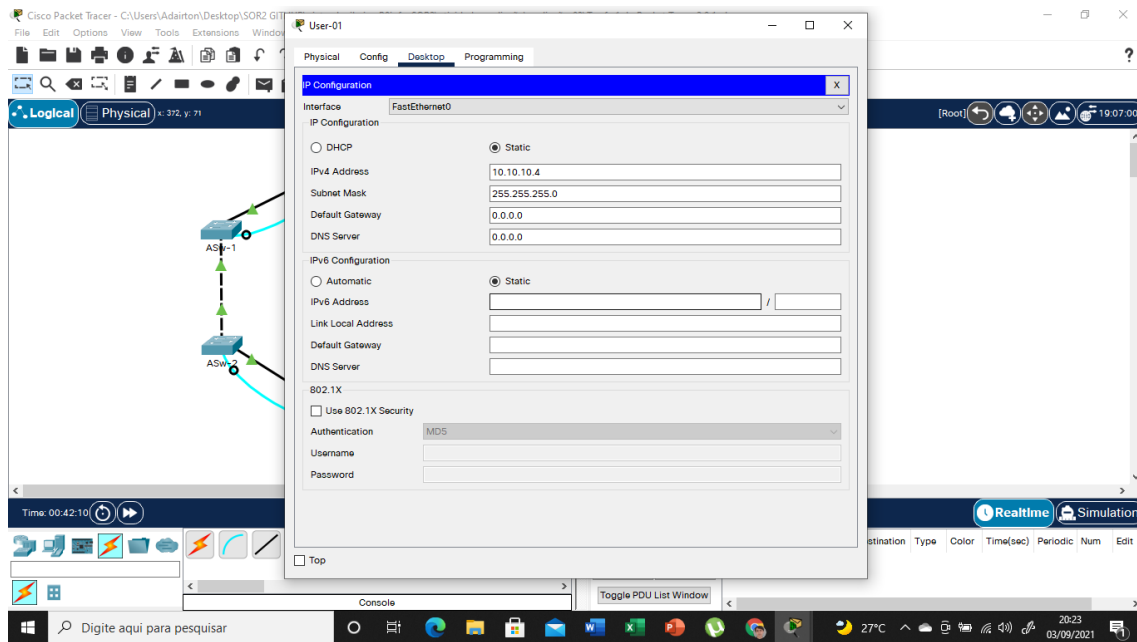 Cisco Packet Tracer - C:\Users\Adairton\Desktop\SOR2 GIT
File Edit Options View Tools Extensions Window
?
Logical Physical x: 372, y: 71
[Root] 19:07:00
User-01
Physical Config Desktop Programming
IP Configuration X
Interface FastEthernet0
IP Configuration
DHCP Static
IPv4 Address 10.10.10.4
Subnet Mask 255.255.255.0
Default Gateway 0.0.0.0
DNS Server 0.0.0.0
IPv6 Configuration
Automatic Static
IPv6 Address /
Link Local Address
Default Gateway
DNS Server
802.1X
Use 802.1X Security
Authentication MD5
Username
Password
Top
ASw-1
ASw-2
Time: 00:42:10
Realtime Simulation
stination Type Color Time(sec) Periodic Num Edit
Console
Toggle PDU List Window
Digite aqui para pesquisar
27°C
20:23
03/09/2021